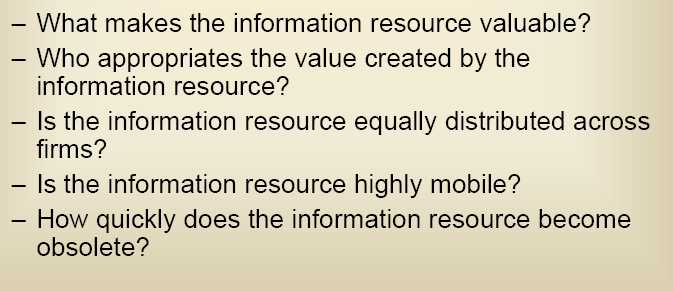 – What makes the information resource valuable?
– Who appropriates the value created by the
information resource?
– Is the information resource equally distributed across
firms?
– Is the information resource highly mobile?
– How quickly does the information resource become
obsolete?